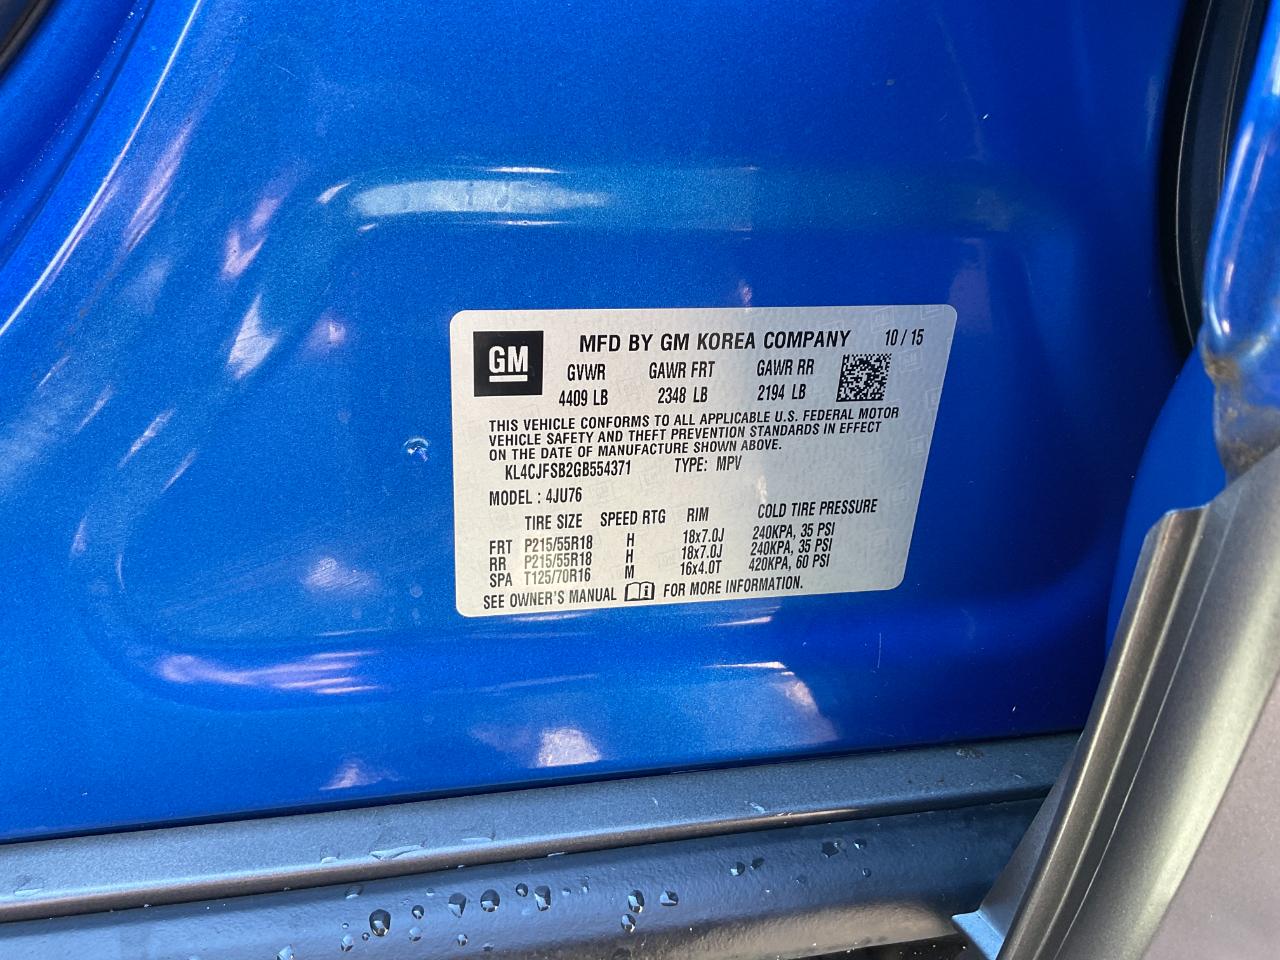 GM
MFD BY GM KOREA COMPANY 10 / 15
GVWR GAWR FRT GAWR RR
4409 LB 2348 LB 2194 LB
THIS VEHICLE CONFORMS TO ALL APPLICABLE U.S. FEDERAL MOTOR
VEHICLE SAFETY AND THEFT PREVENTION STANDARDS IN EFFECT
ON THE DATE OF MANUFACTURE SHOWN ABOVE.
KL4CJFSB2GB554371 TYPE: MPV
MODEL : 4JU76
TIRE SIZE SPEED RTG RIM COLD TIRE PRESSURE
FRT P215/55R18 H 18x7.0J 240KPA, 35 PSI
RR P215/55R18 H 18x7.0J 240KPA, 35 PSI
SPA T125/70R16 M 16x4.0T 420KPA, 60 PSI
SEE OWNER'S MANUAL i FOR MORE INFORMATION.